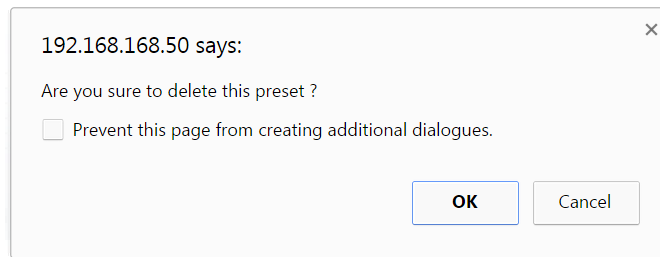 192.168.168.50 says:
Are you sure to delete this preset ?
Prevent this page from creating additional dialogues.
OK Cancel